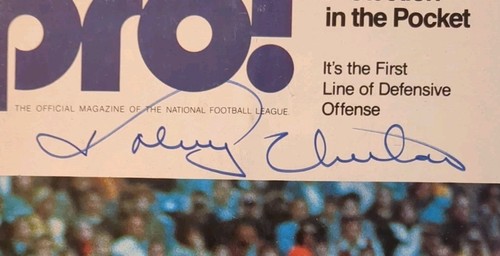 pro!
in the Pocket
It's the First
Line of Defensive
Offense
THE OFFICIAL MAGAZINE OF THE NATIONAL FOOTBALL LEAGUE